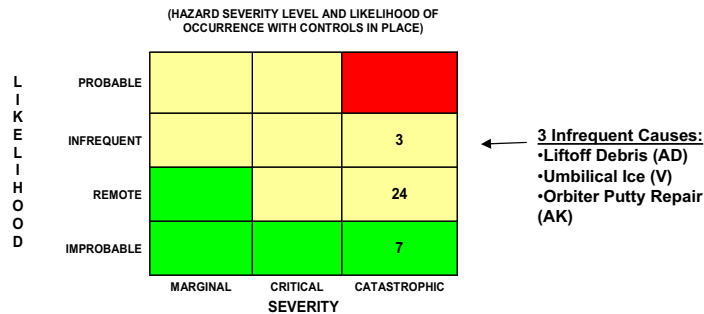 (HAZARD SEVERITY LEVEL AND LIKELIHOOD OF
OCCURRENCE WITH CONTROLS IN PLACE)
LIKELIHOOD
PROBABLE
INFREQUENT
3
REMOTE
24
IMPROBABLE
7
MARGINAL
CRITICAL
CATASTROPHIC
SEVERITY
3 Infrequent Causes:
•Liftoff Debris (AD)
•Umbilical Ice (V)
•Orbiter Putty Repair
(AK)